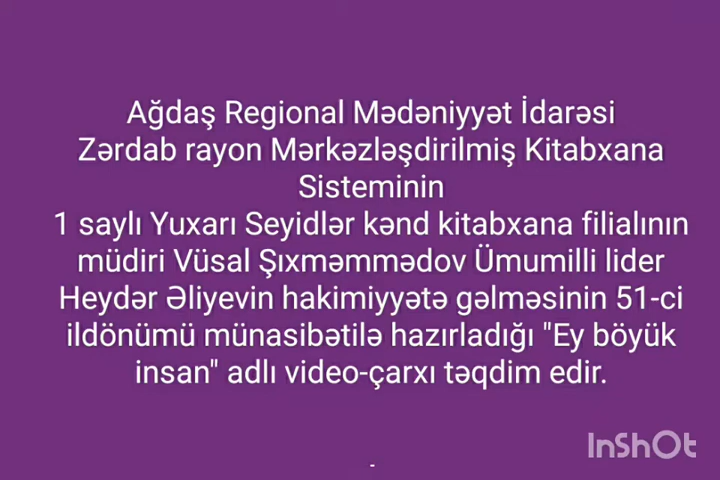 Ağdaş Regional Mədəniyyət İdarəsi
Zərdab rayon Mərkəzləşdirilmiş Kitabxana
Sisteminin
1 saylı Yuxarı Seyidlər kənd kitabxana filialının
müdiri Vüsal Şıxməmmədov Ümumilli lider
Heydər Əliyevin hakimiyyətə gəlməsinin 51-ci
ildönümü münasibətilə hazırladığı "Ey böyük
insan" adlı video-çarxı təqdim edir.
InShOt
-